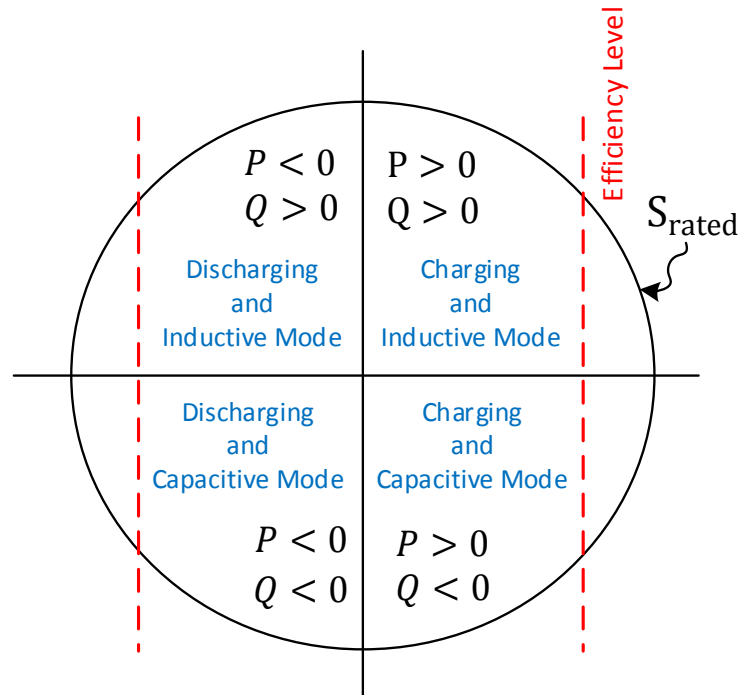 Efficiency Level
P < 0
Q > 0
P > 0
Q > 0
S_rated
Discharging
and
Inductive Mode
Charging
and
Inductive Mode
Discharging
and
Capacitive Mode
Charging
and
Capacitive Mode
P < 0
Q < 0
P > 0
Q < 0